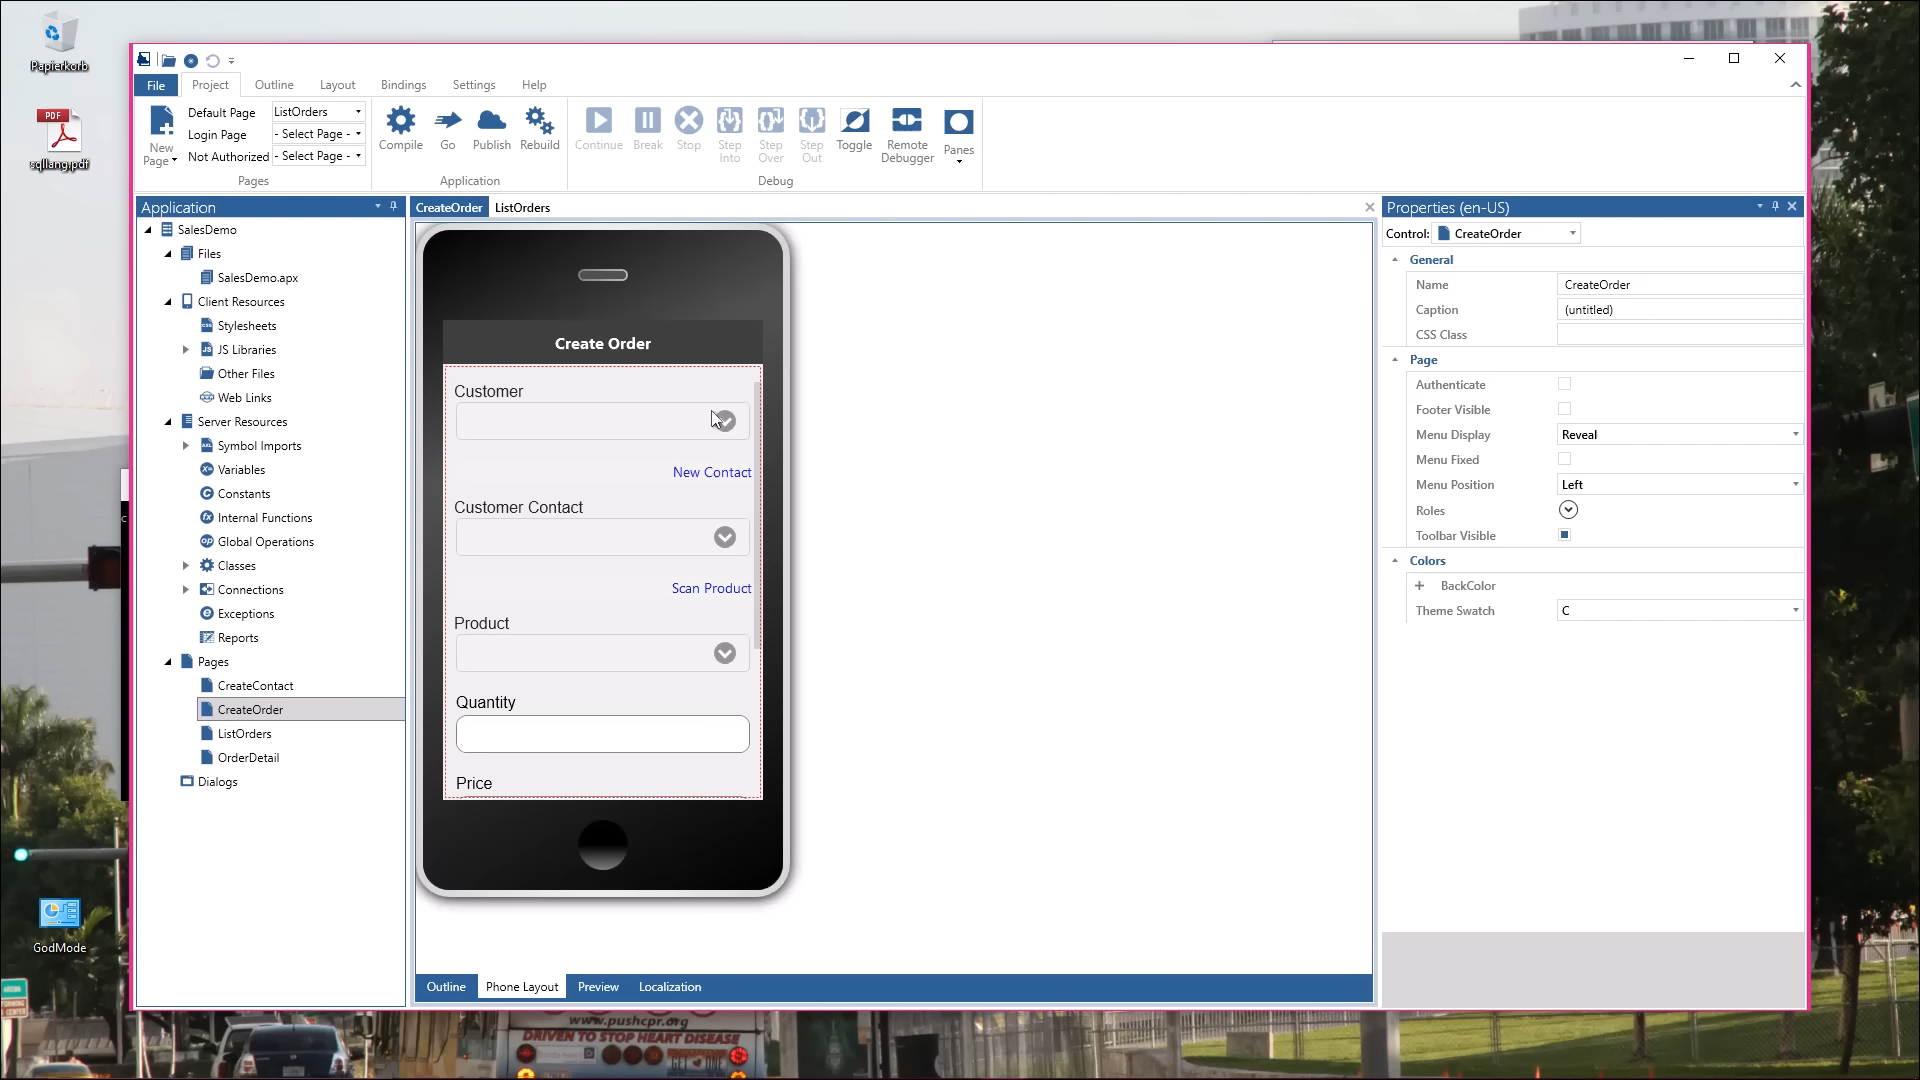 Papierkorb
PDF
sqllang.pdf
GodMode
File
Project
Outline
Layout
Bindings
Settings
Help
New Page
Default Page
ListOrders
Login Page
- Select Page -
Not Authorized
- Select Page -
Pages
Compile
Go
Publish
Rebuild
Application
Continue
Break
Stop
Step Into
Step Over
Step Out
Toggle
Remote Debugger
Panes
Debug
Application
SalesDemo
Files
SalesDemo.apx
Client Resources
Stylesheets
JS Libraries
Other Files
Web Links
Server Resources
Symbol Imports
Variables
Constants
Internal Functions
Global Operations
Classes
Connections
Exceptions
Reports
Pages
CreateContact
CreateOrder
ListOrders
OrderDetail
Dialogs
CreateOrder
ListOrders
Create Order
Customer
New Contact
Customer Contact
Scan Product
Product
Quantity
Price
Outline
Phone Layout
Preview
Localization
Properties (en-US)
Control:
CreateOrder
General
Name
CreateOrder
Caption
(untitled)
CSS Class
Page
Authenticate
Footer Visible
Menu Display
Reveal
Menu Fixed
Menu Position
Left
Roles
Toolbar Visible
Colors
BackColor
Theme Swatch
C
www.pushcpr.org
DRIVEN TO STOP HEART DISEASE